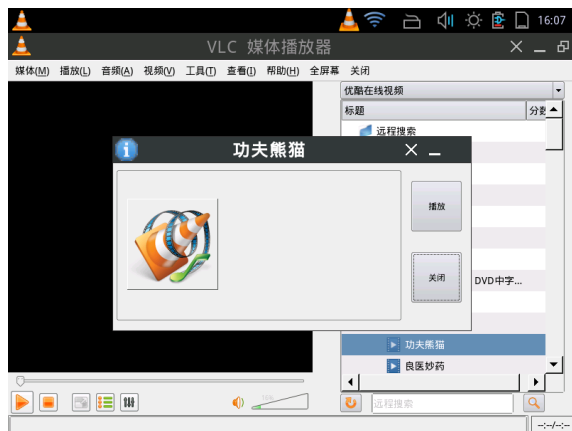 16:07
VLC 媒体播放器
媒体(M) 播放(L) 音频(A) 视频(V) 工具(T) 查看(I) 帮助(H) 全屏幕 关闭
优酷在线视频
标题 分数
远程搜索
功夫熊猫
播放
关闭
DVD中字...
功夫熊猫
良医妙药
远程搜索
--:--/--:--